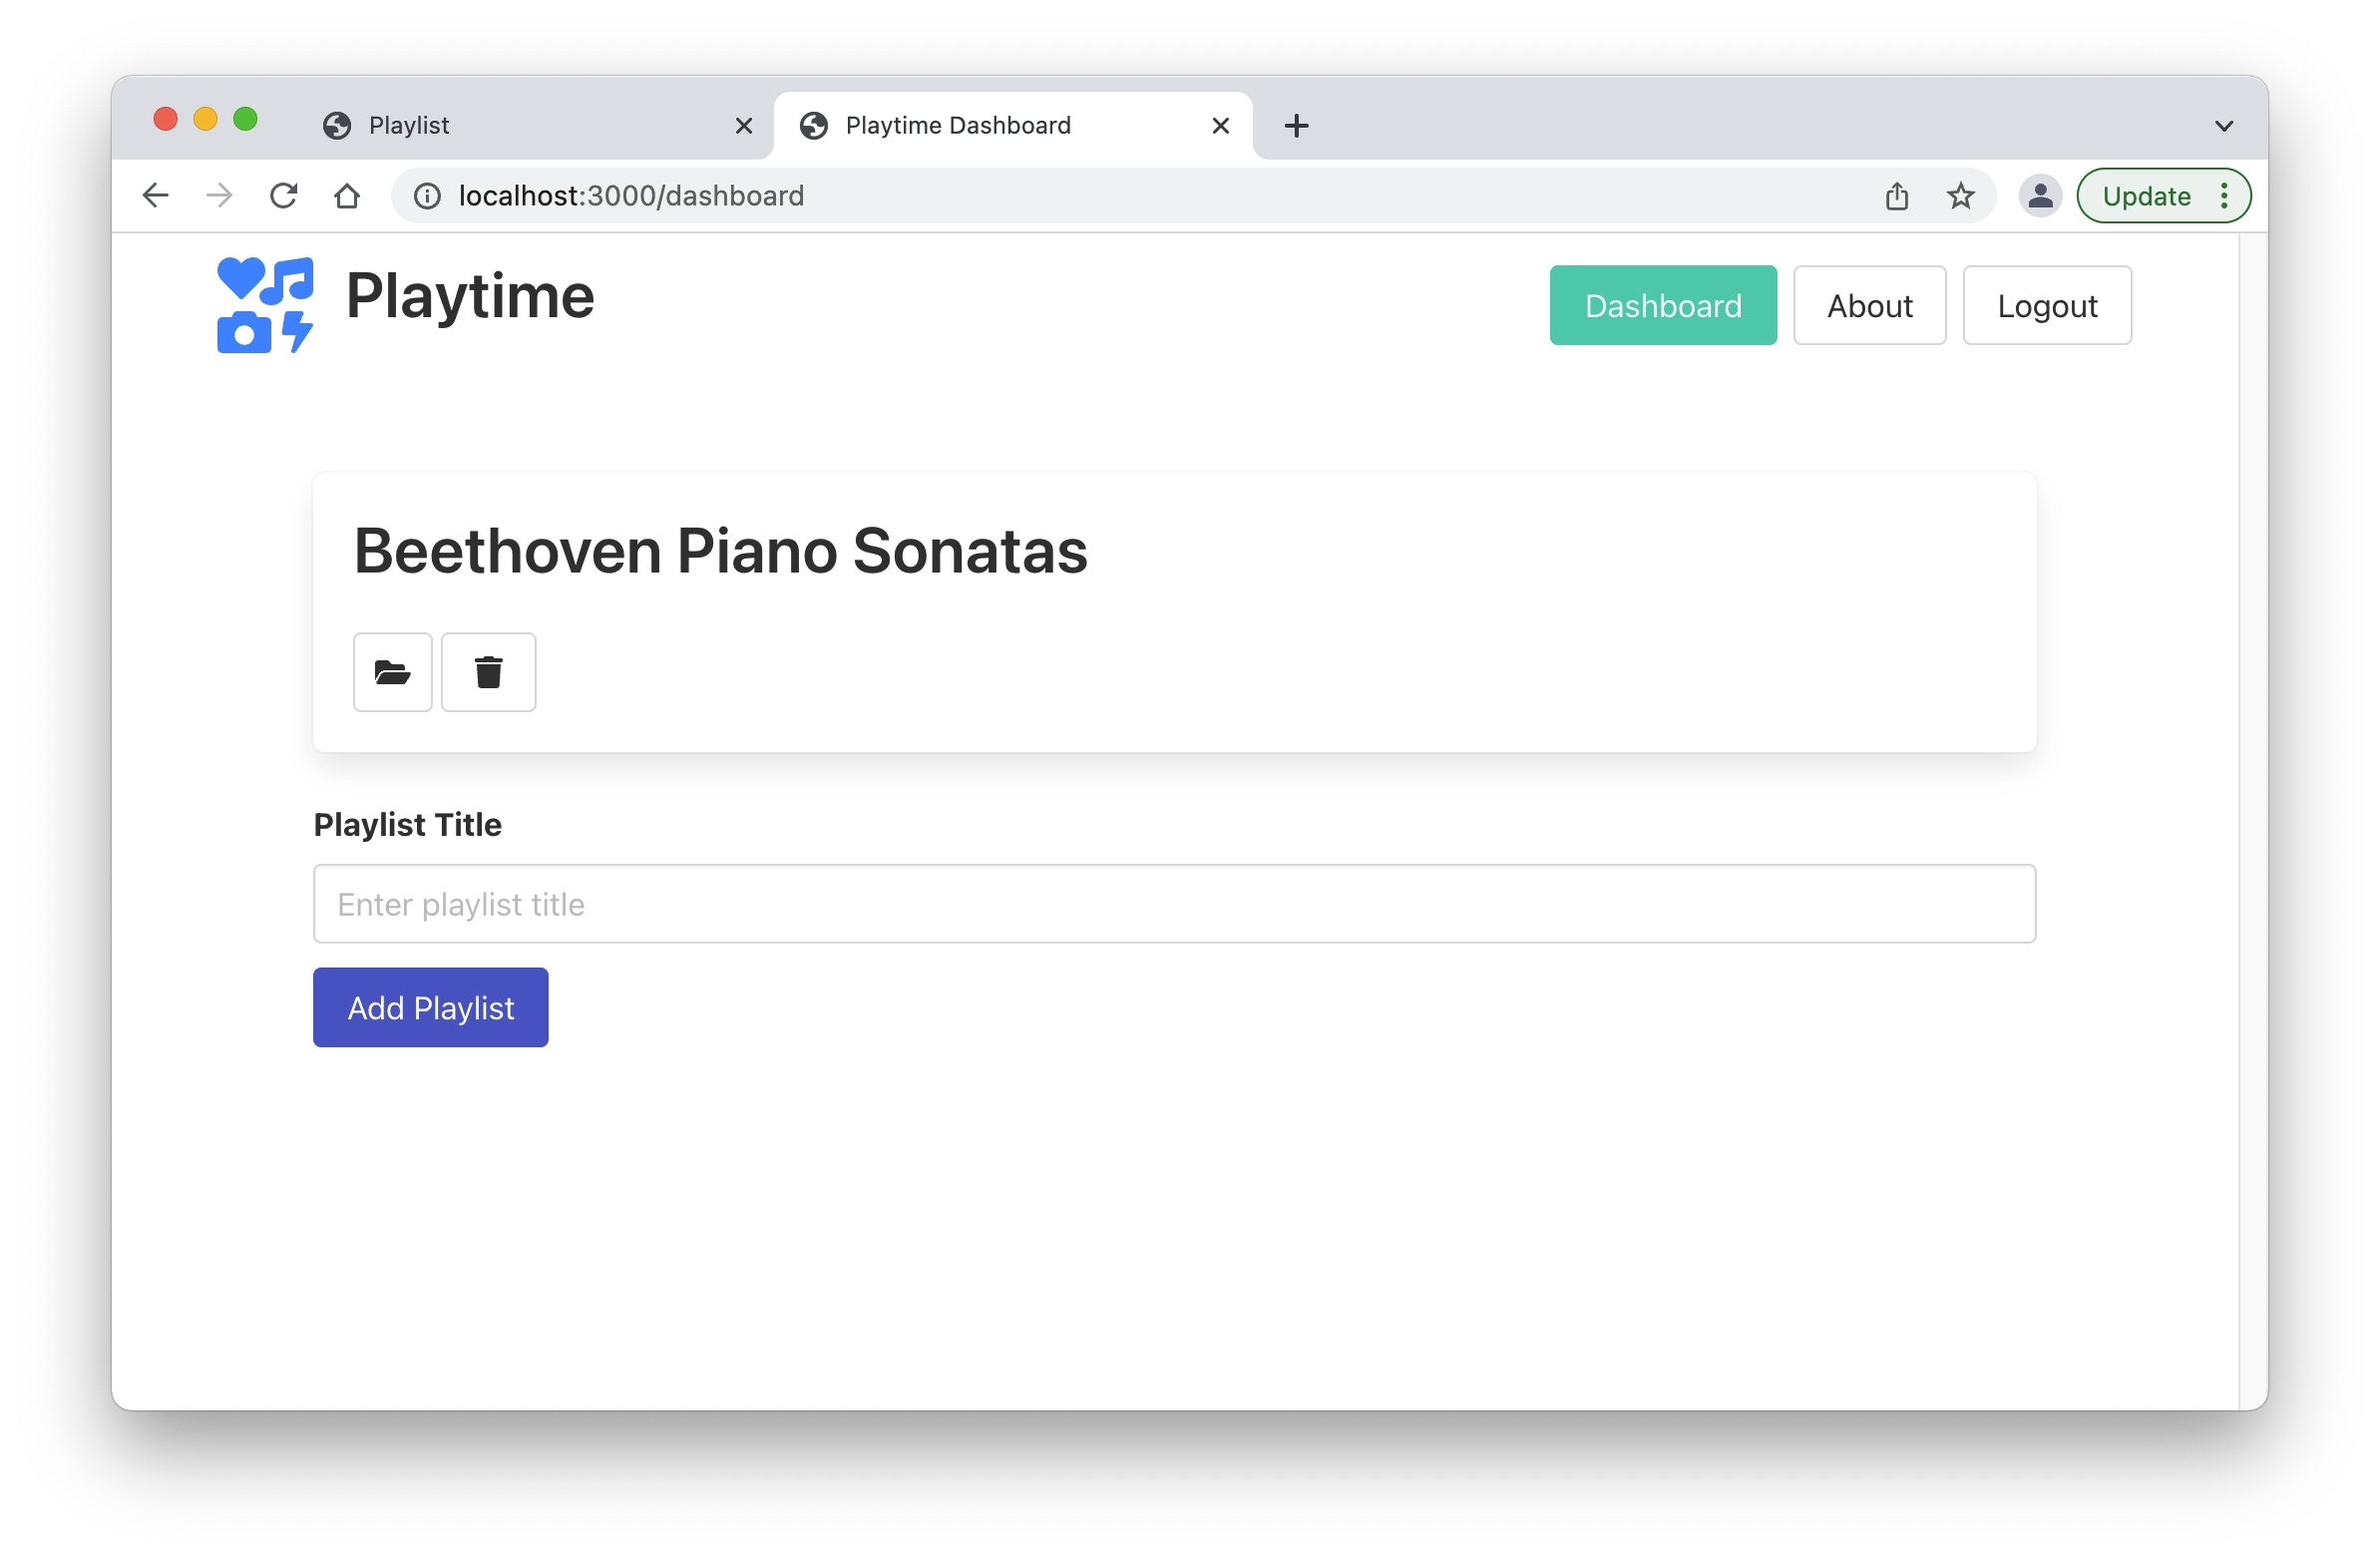 Playlist
Playtime Dashboard
localhost:3000/dashboard
Update
Playtime
Dashboard
About
Logout
Beethoven Piano Sonatas
Playlist Title
Enter playlist title
Add Playlist